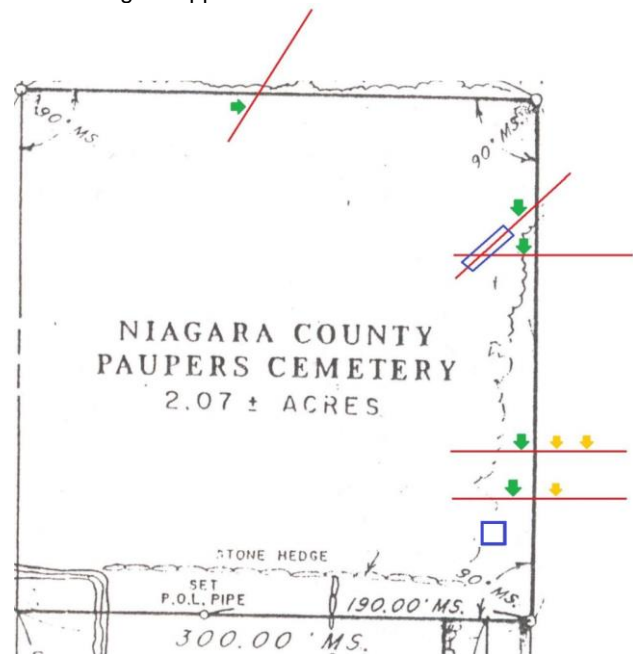 90° MS.
90° MS.
NIAGARA COUNTY
PAUPERS CEMETERY
2.07 ± ACRES
STONE HEDGE
SET
P.O.L. PIPE
90° MS.
190.00' MS.
300.00 'MS.